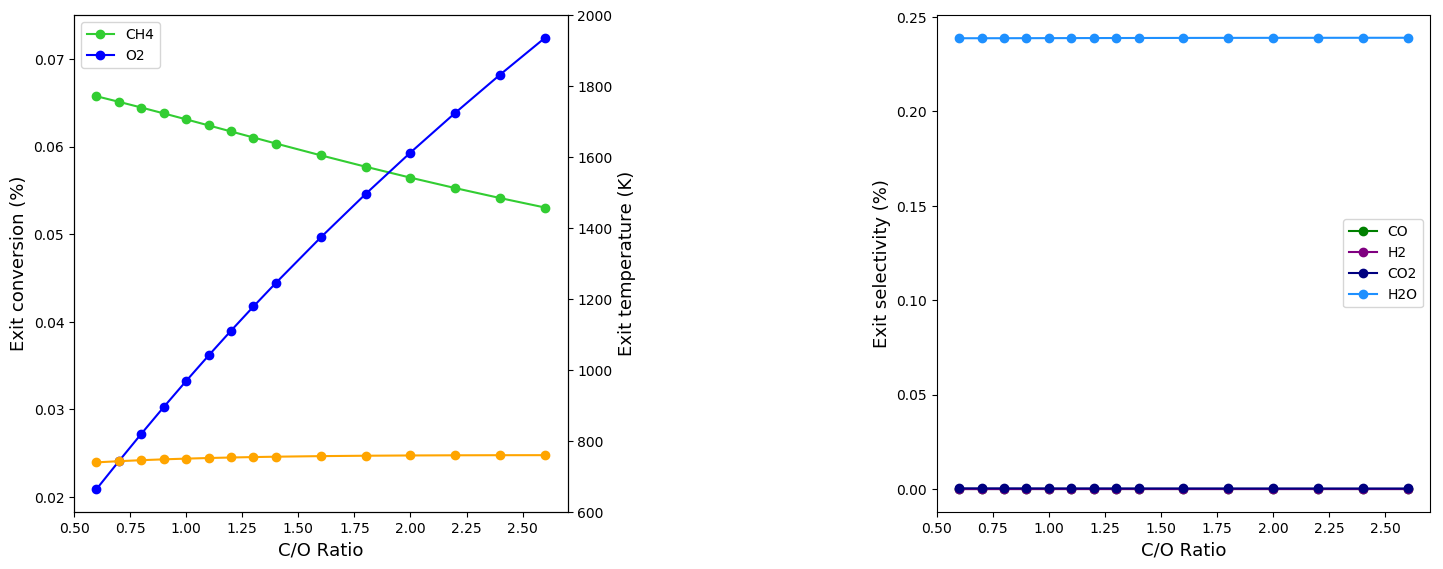 CH4
O2
0.07
0.06
0.05
0.04
0.03
0.02
Exit conversion (%)
0.50 0.75 1.00 1.25 1.50 1.75 2.00 2.25 2.50
C/O Ratio
2000
1800
1600
1400
1200
1000
800
600
Exit temperature (K)
0.25
0.20
0.15
0.10
0.05
0.00
Exit selectivity (%)
CO
H2
CO2
H2O
0.50 0.75 1.00 1.25 1.50 1.75 2.00 2.25 2.50
C/O Ratio